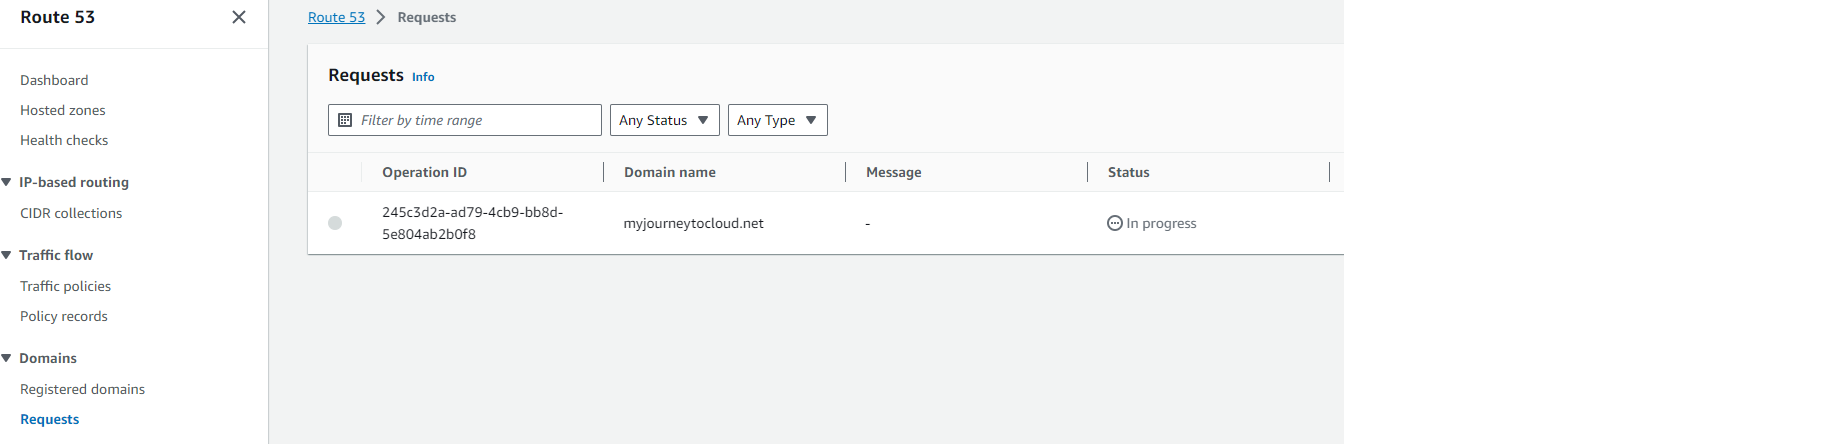 Route 53
Dashboard
Hosted zones
Health checks
IP-based routing
CIDR collections
Traffic flow
Traffic policies
Policy records
Domains
Registered domains
Requests
Route 53 Requests
Requests Info
Filter by time range Any Status Any Type
Operation ID Domain name Message Status
245c3d2a-ad79-4cb9-bb8d-
5e804ab2b0f8
myjourneytocloud.net - In progress